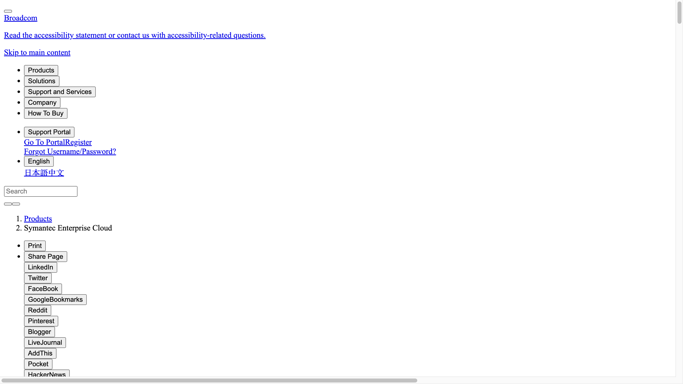 Broadcom
Read the accessibility statement or contact us with accessibility-related questions.
Skip to main content
Products
Solutions
Support and Services
Company
How To Buy
Support Portal
Go To PortalRegister
Forgot Username/Password?
English
日本語中文
Search
1. Products
2. Symantec Enterprise Cloud
Print
Share Page
LinkedIn
Twitter
FaceBook
GoogleBookmarks
Reddit
Pinterest
Blogger
LiveJournal
AddThis
Pocket
HackerNews